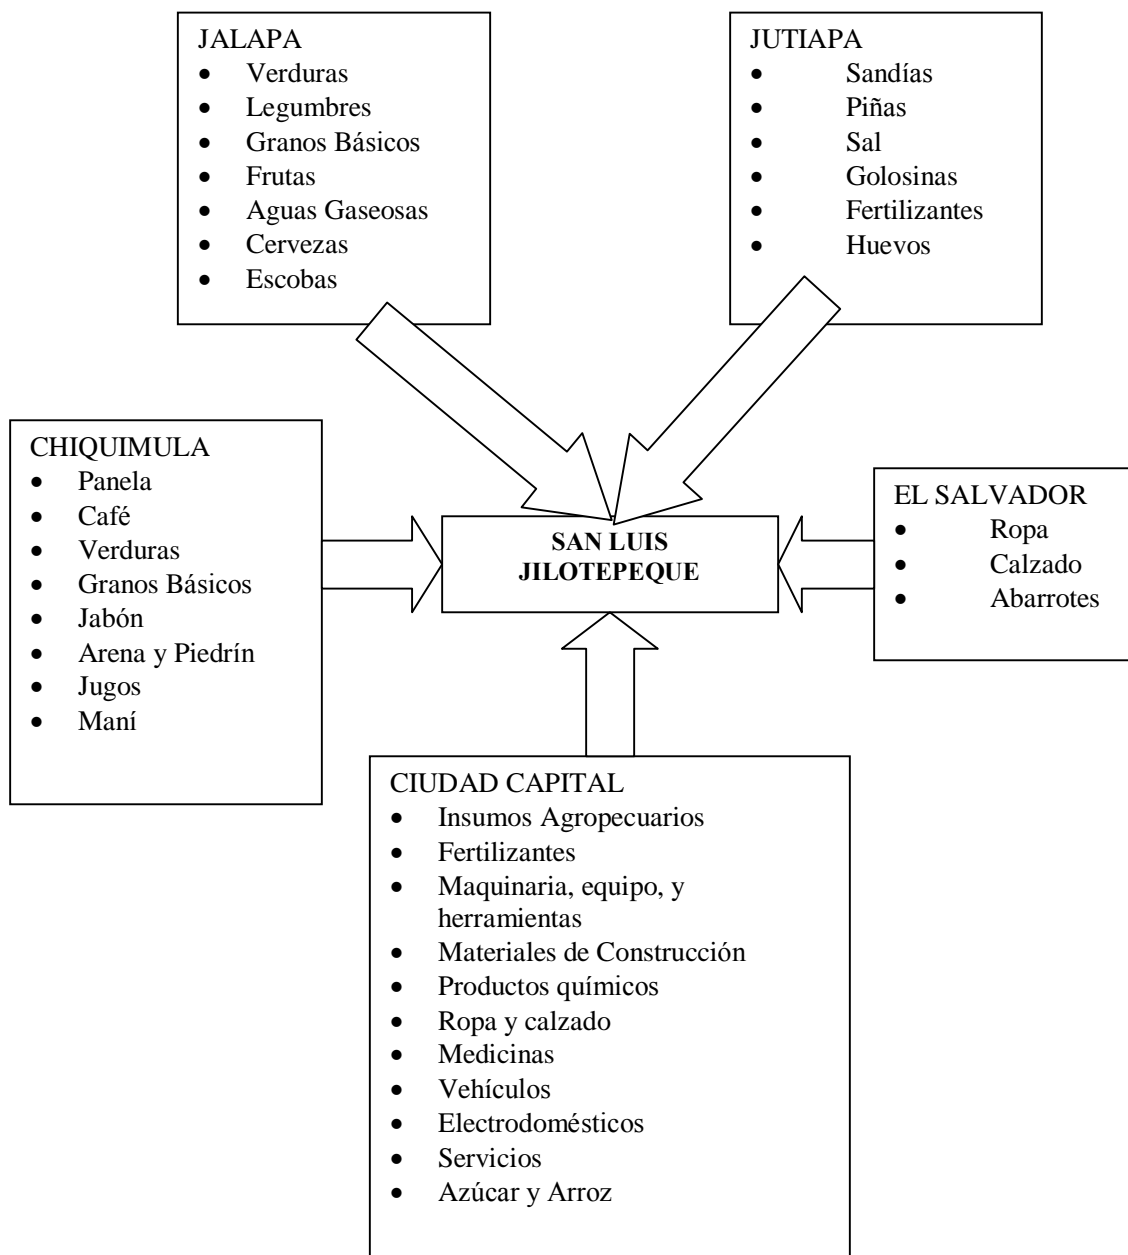 JALAPA
• Verduras
• Legumbres
• Granos Básicos
• Frutas
• Aguas Gaseosas
• Cervezas
• Escobas
JUTIAPA
• Sandías
• Piñas
• Sal
• Golosinas
• Fertilizantes
• Huevos
CHIQUIMULA
• Panela
• Café
• Verduras
• Granos Básicos
• Jabón
• Arena y Piedrín
• Jugos
• Maní
SAN LUIS
JILOTEPEQUE
EL SALVADOR
• Ropa
• Calzado
• Abarrotes
CIUDAD CAPITAL
• Insumos Agropecuarios
• Fertilizantes
• Maquinaria, equipo, y
herramientas
• Materiales de Construcción
• Productos químicos
• Ropa y calzado
• Medicinas
• Vehículos
• Electrodomésticos
• Servicios
• Azúcar y Arroz